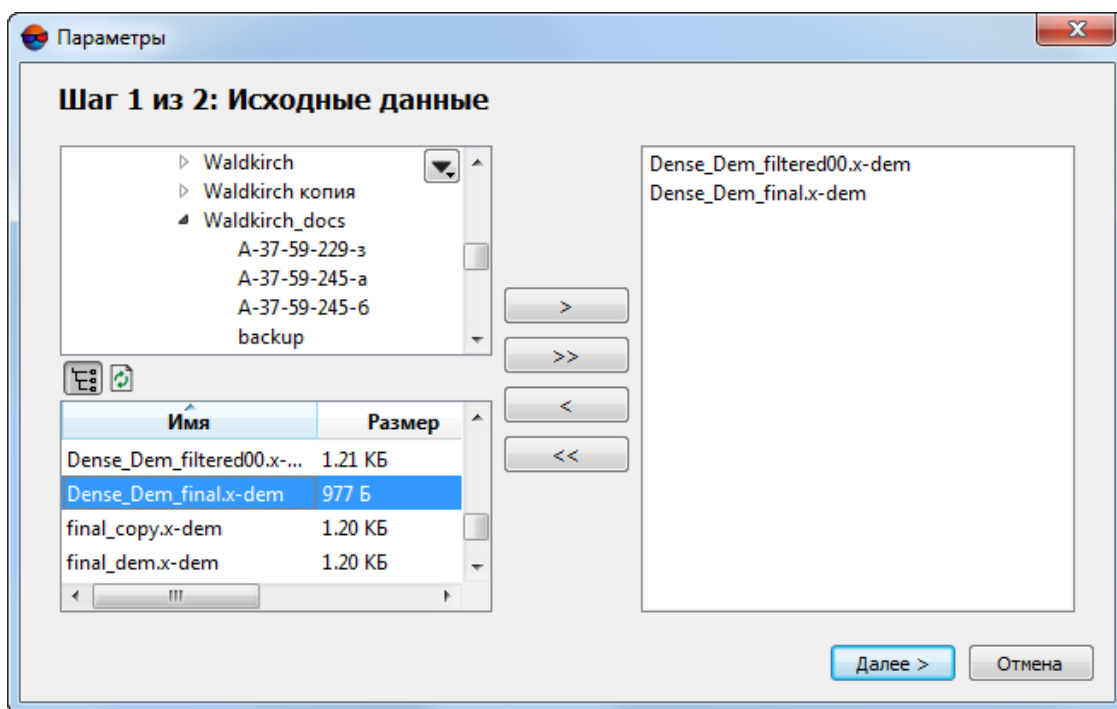 Параметры
Шаг 1 из 2: Исходные данные
Waldkirch
Waldkirch копия
Waldkirch_docs
А-37-59-229-з
А-37-59-245-а
А-37-59-245-б
backup
Имя Размер
Dense_Dem_filtered00.x-... 1.21 КБ
Dense_Dem_final.x-dem 977 Б
final_copy.x-dem 1.20 КБ
final_dem.x-dem 1.20 КБ
>
>>
<
<<
Dense_Dem_filtered00.x-dem
Dense_Dem_final.x-dem
Далее > Отмена